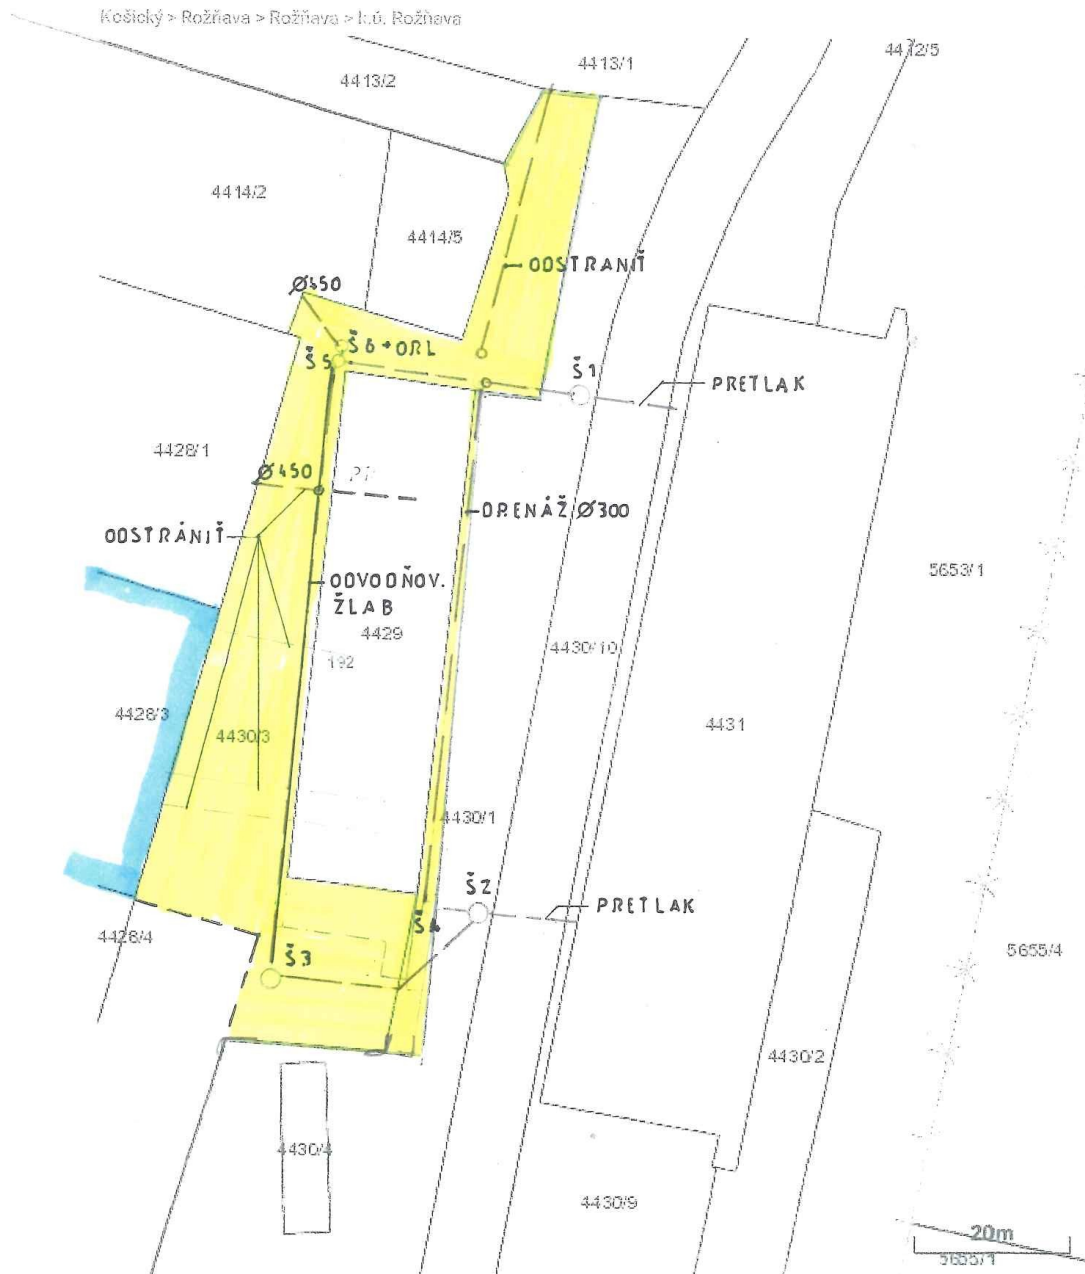 Košický > Rožňava > Rožňava > k.ú. Rožňava
4413/1
4412/5
4413/2
4414/2
4414/5
ODSTRANIŤ
Ø450
Š6+ORL
Š5
Š1
PRETLAK
4428/1
Ø450
DRENÁŽ Ø300
ODSTRÁNIŤ
5653/1
ODVODŇOV.
ŽLAB
4429
4430/10
192
4428/3
4430/3
4431
4430/1
Š2
PRETLAK
Š4
4428/4
Š3
5655/4
4430/2
4430/4
4430/9
20m
5655/1